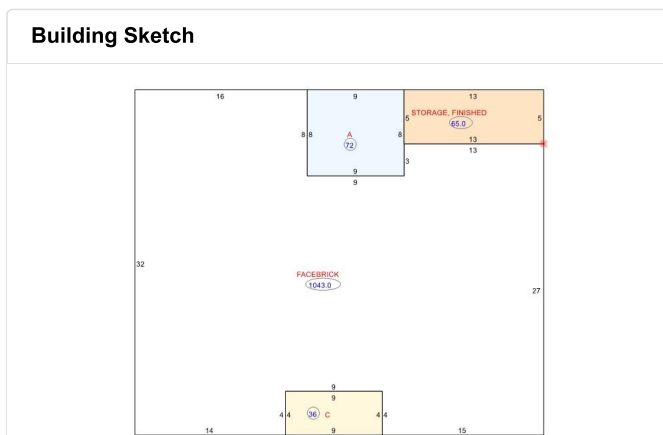 Building Sketch
16 9 13
STORAGE, FINISHED
5 5
65.0
8 8 A 8
72
13
13
3
9
9
32
FACEBRICK
1043.0
27
9
9
4 4 36 C 4 4
14 9 15